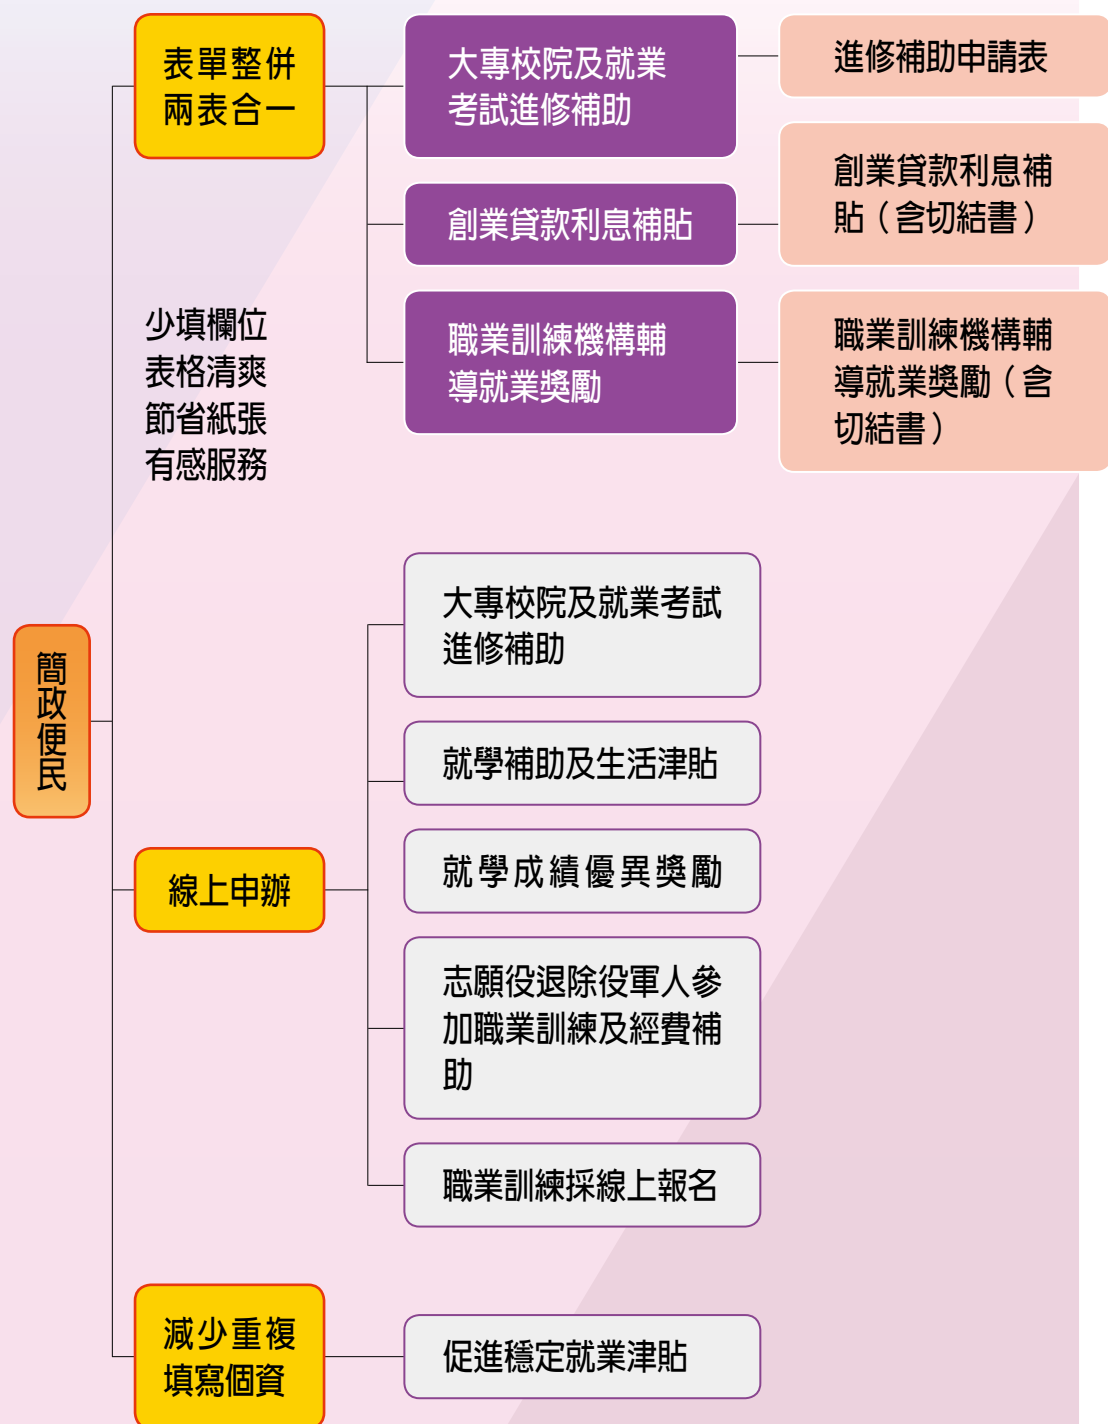 簡政便民
表單整併
兩表合一
大專校院及就業
考試進修補助
進修補助申請表
創業貸款利息補貼
創業貸款利息補
貼（含切結書）
職業訓練機構輔
導就業獎勵
職業訓練機構輔
導就業獎勵（含
切結書）
少填欄位
表格清爽
節省紙張
有感服務
線上申辦
大專校院及就業考試
進修補助
就學補助及生活津貼
就學成績優異獎勵
志願役退除役軍人參
加職業訓練及經費補
助
職業訓練採線上報名
減少重複
填寫個資
促進穩定就業津貼